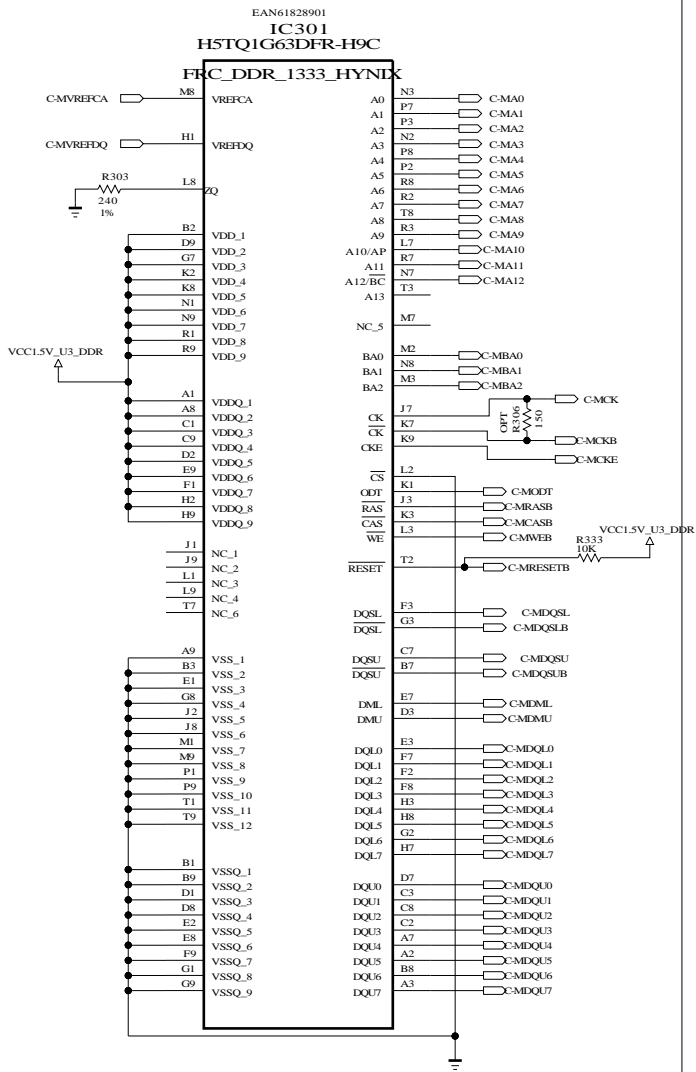 EAN61828901
IC301
H5TQ1G63DFR-H9C
FRC_DDR_1333_HYNIX
C-MVREFCA M8 VREFCA
C-MVREFDQ H1 VREFDQ
R303 240 1% L8 ZQ
B2 VDD_1
D9 VDD_2
G7 VDD_3
K2 VDD_4
K8 VDD_5
N1 VDD_6
N9 VDD_7
R1 VDD_8
R9 VDD_9
VCC1.5V_U3_DDR
A1 VDDQ_1
A8 VDDQ_2
C1 VDDQ_3
C9 VDDQ_4
D2 VDDQ_5
E9 VDDQ_6
F1 VDDQ_7
H2 VDDQ_8
H9 VDDQ_9
J1 NC_1
J9 NC_2
L1 NC_3
L9 NC_4
T7 NC_6
A9 VSS_1
B3 VSS_2
E1 VSS_3
G8 VSS_4
J2 VSS_5
J8 VSS_6
M1 VSS_7
M9 VSS_8
P1 VSS_9
P9 VSS_10
T1 VSS_11
T9 VSS_12
B1 VSSQ_1
B9 VSSQ_2
D1 VSSQ_3
D8 VSSQ_4
E2 VSSQ_5
E8 VSSQ_6
F9 VSSQ_7
G1 VSSQ_8
G9 VSSQ_9
A0 N3 C-MA0
A1 P7 C-MA1
A2 P3 C-MA2
A3 N2 C-MA3
A4 P8 C-MA4
A5 P2 C-MA5
A6 R8 C-MA6
A7 R2 C-MA7
A8 T8 C-MA8
A9 R3 C-MA9
A10/AP L7 C-MA10
A11 R7 C-MA11
A12/BC N7 C-MA12
A13 T3
NC_5 M7
BA0 M2 C-MBA0
BA1 N8 C-MBA1
BA2 M3 C-MBA2
CK J7 C-MCK
CK K7 C-MCKB
OPT R306 150
CKE K9 C-MCKE
CS L2
ODT K1 C-MODT
RAS J3 C-MRASB
CAS K3 C-MCASB
WE L3 C-MWEB
VCC1.5V_U3_DDR
R333 10K
RESET T2 C-MRESETB
DQSL F3 C-MDQSL
DQSL G3 C-MDQSLB
DQSU C7 C-MDQSU
DQSU B7 C-MDQSUB
DML E7 C-MDML
DMU D3 C-MDMU
DQL0 E3 C-MDQL0
DQL1 F7 C-MDQL1
DQL2 F2 C-MDQL2
DQL3 F8 C-MDQL3
DQL4 H3 C-MDQL4
DQL5 H8 C-MDQL5
DQL6 G2 C-MDQL6
DQL7 H7 C-MDQL7
DQU0 D7 C-MDQU0
DQU1 C3 C-MDQU1
DQU2 C8 C-MDQU2
DQU3 C2 C-MDQU3
DQU4 A7 C-MDQU4
DQU5 A2 C-MDQU5
DQU6 B8 C-MDQU6
DQU7 A3 C-MDQU7